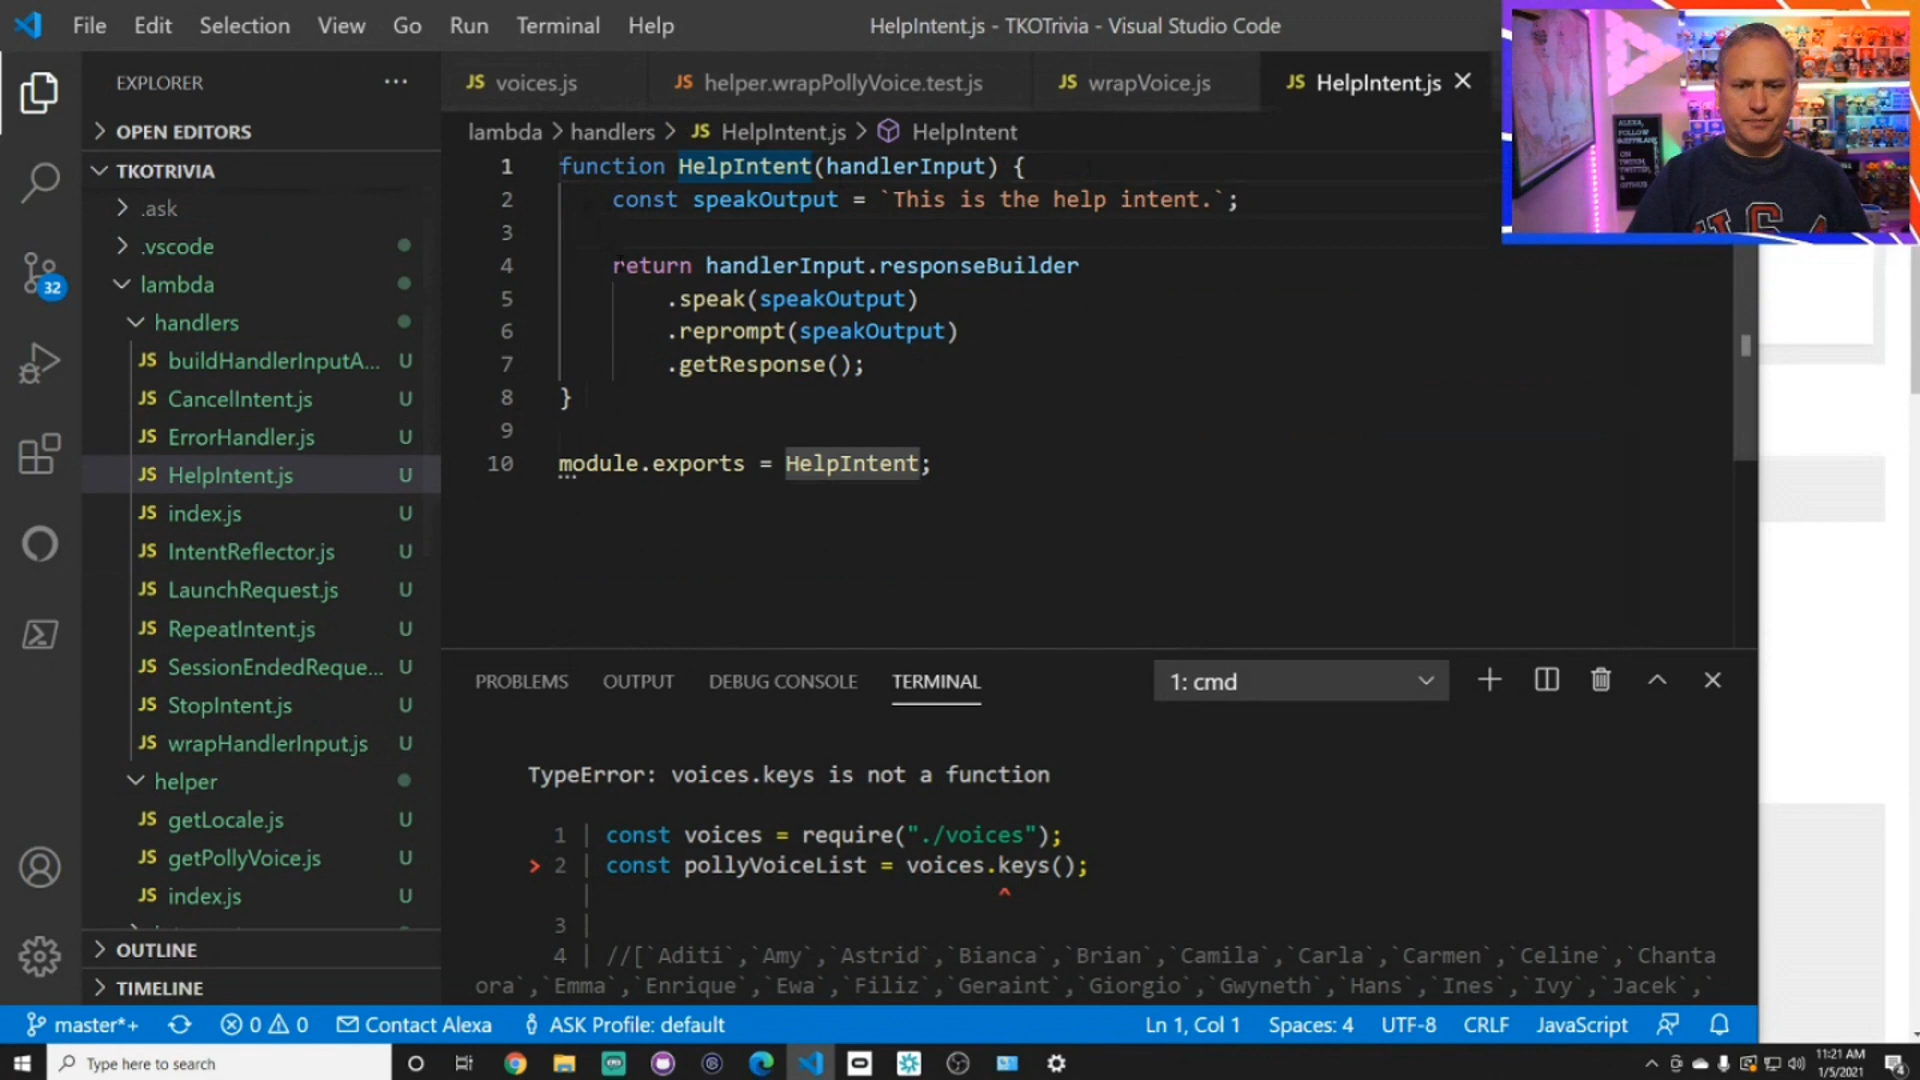 File Edit Selection View Go Run Terminal Help
HelpIntent.js - TKOTrivia - Visual Studio Code
EXPLORER
JS voices.js
JS helper.wrapPollyVoice.test.js
JS wrapVoice.js
JS HelpIntent.js
OPEN EDITORS
lambda > handlers > JS HelpIntent.js > HelpIntent
TKOTRIVIA
.ask
.vscode
lambda
handlers
JS buildHandlerInputA... U
JS CancelIntent.js U
JS ErrorHandler.js U
JS HelpIntent.js U
JS index.js U
JS IntentReflector.js U
JS LaunchRequest.js U
JS RepeatIntent.js U
JS SessionEndedReque... U
JS StopIntent.js U
JS wrapHandlerInput.js U
helper
JS getLocale.js U
JS getPollyVoice.js U
JS index.js U
OUTLINE
TIMELINE
32
1 function HelpIntent(handlerInput) {
2 const speakOutput = `This is the help intent.`;
3
4 return handlerInput.responseBuilder
5 .speak(speakOutput)
6 .reprompt(speakOutput)
7 .getResponse();
8 }
9
10 module.exports = HelpIntent;
ALEXA,
FOLLOW
ON
TWITCH,
TWITTER,
GITHUB
PROBLEMS OUTPUT DEBUG CONSOLE TERMINAL
1: cmd
TypeError: voices.keys is not a function
1 | const voices = require("./voices");
> 2 | const pollyVoiceList = voices.keys();
| ^
3 |
4 | //[`Aditi`,`Amy`,`Astrid`,`Bianca`,`Brian`,`Camila`,`Carla`,`Carmen`,`Celine`,`Chanta
ora`,`Emma`,`Enrique`,`Ewa`,`Filiz`,`Geraint`,`Giorgio`,`Gwyneth`,`Hans`,`Ines`,`Ivy`,`Jacek`,`
master*+ 0 0 Contact Alexa ASK Profile: default
Ln 1, Col 1 Spaces: 4 UTF-8 CRLF JavaScript
Type here to search
11:21 AM
1/5/2021
4